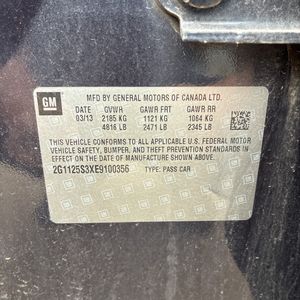 GM
MFD BY GENERAL MOTORS OF CANADA LTD.
DATE GVWR GAWR FRT GAWR RR
03/13 2185 KG 1121 KG 1064 KG
4816 LB 2471 LB 2345 LB
THIS VEHICLE CONFORMS TO ALL APPLICABLE U.S. FEDERAL MOTOR
VEHICLE SAFETY, BUMPER, AND THEFT PREVENTION STANDARDS IN EFFECT
ON THE DATE OF MANUFACTURE SHOWN ABOVE.
2G1125S3XE9100356 TYPE: PASS CAR